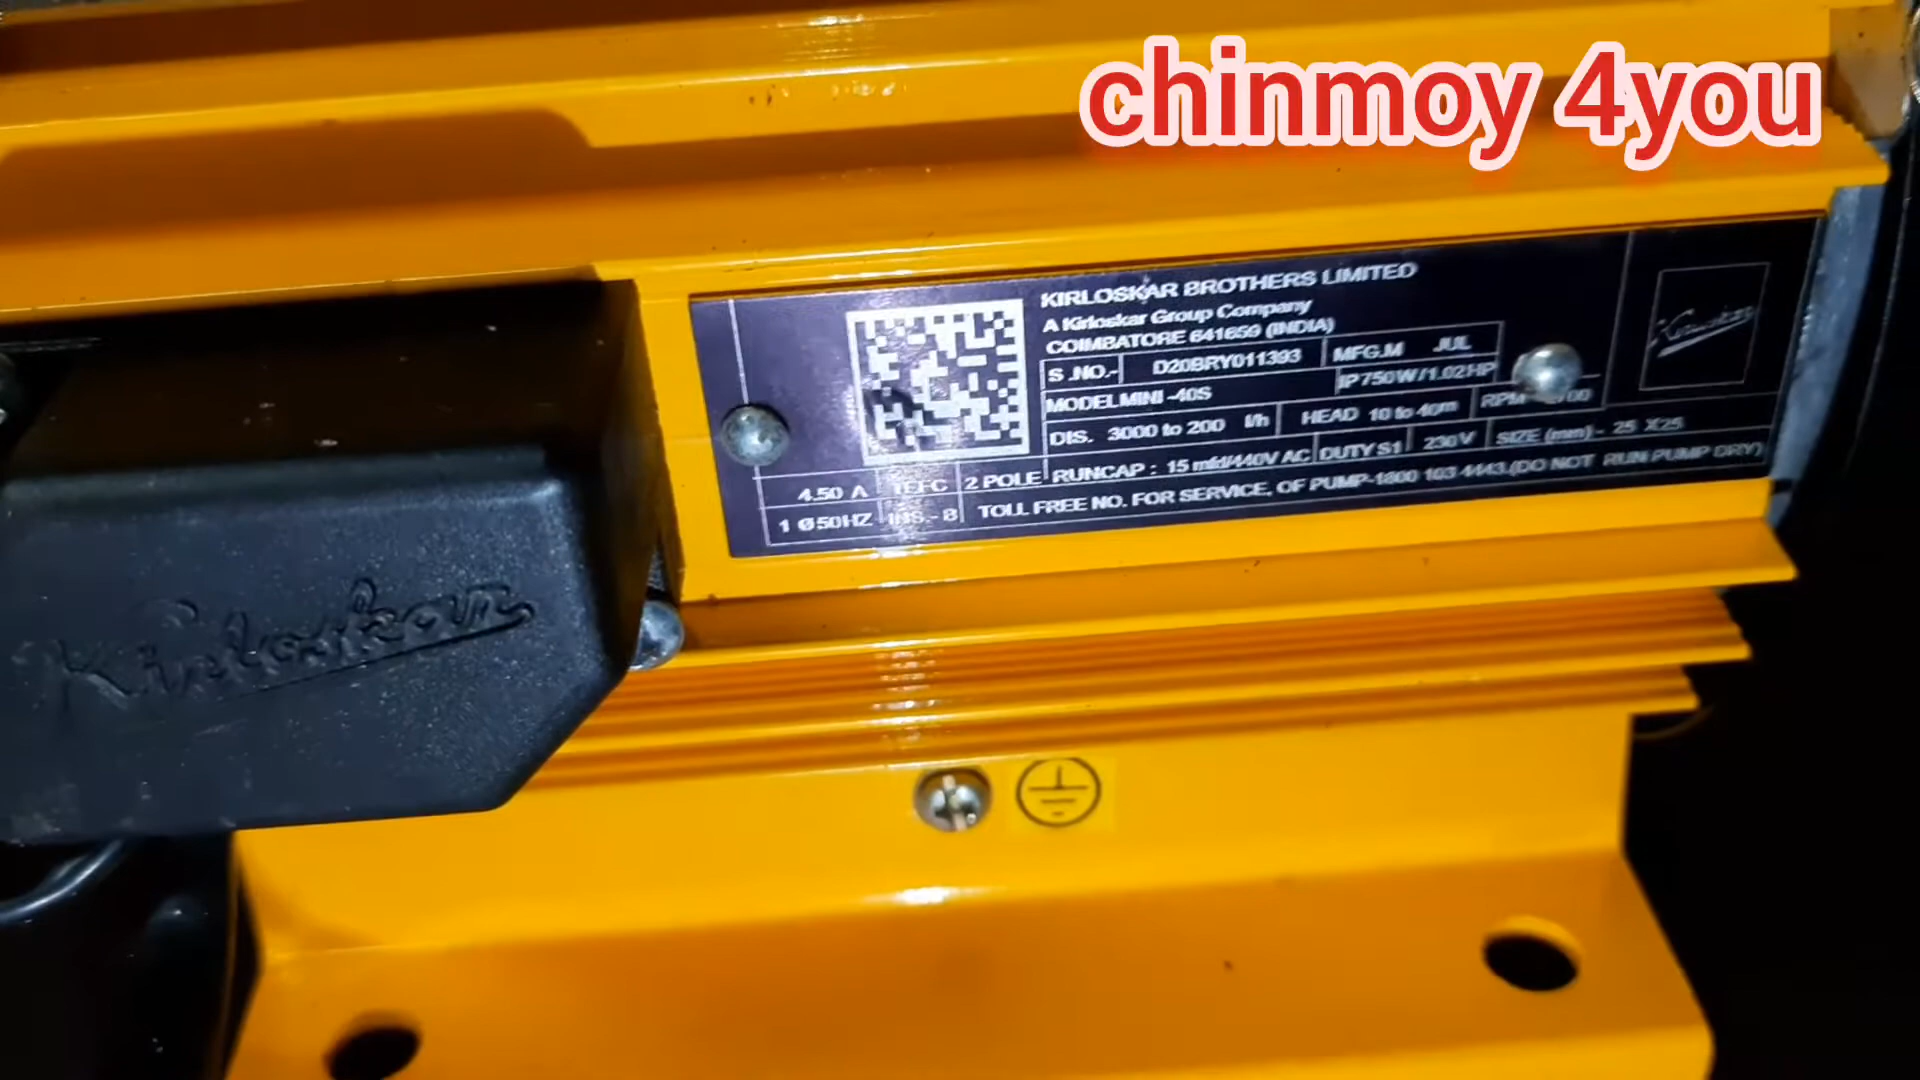 chinmoy 4you
KIRLOSKAR BROTHERS LIMITED
A Kirloskar Group Company
COIMBATORE 641659 (INDIA)
S .NO.- D20BRY011393 MFG.M JUL
MODEL MINI -40S IP 750W/1.02HP
DIS. 3000 to 200 l/h HEAD 10 to 40m RPM
4.50 A TEFC 2 POLE RUNCAP : 15 mfd/440V AC DUTY S1 230 V SIZE (mm) - 25 X25
1 Ø 50HZ INS.- B TOLL FREE NO. FOR SERVICE, OF PUMP-1800 103 4443.(DO NOT RUN PUMP DRY)
Kirloskar
Kirloskar